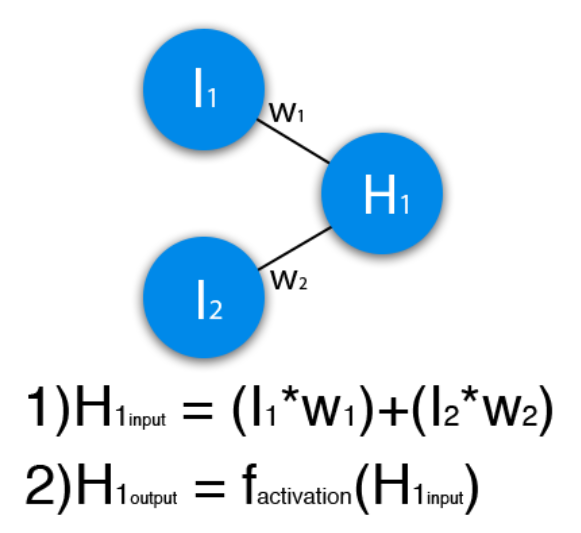 I₁
w₁
H₁
I₂
w₂
1)H₁input = (I₁*w₁)+(I₂*w₂)
2)H₁output = factivation(H₁input)